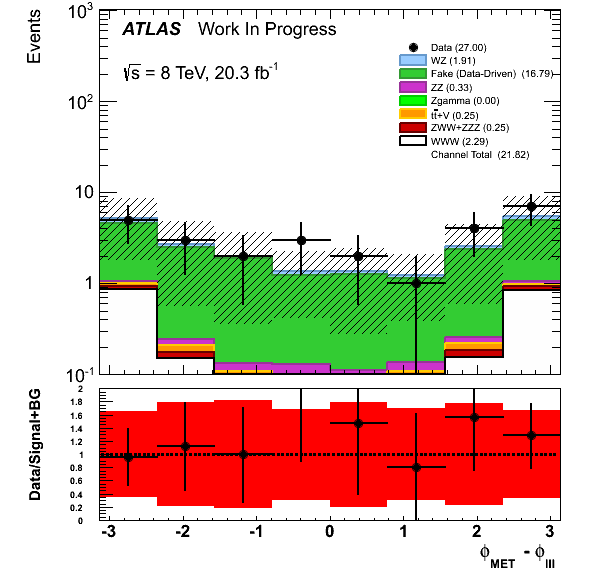 Events
10³
10²
10
1
10⁻¹
ATLAS Work In Progress
√s = 8 TeV, 20.3 fb⁻¹
Data (27.00)
WZ (1.91)
Fake (Data-Driven) (16.79)
ZZ (0.33)
Zgamma (0.00)
tt̄+V (0.25)
ZWW+ZZZ (0.25)
WWW (2.29)
Channel Total (21.82)
Data/Signal+BG
2
1.8
1.6
1.4
1.2
1
0.8
0.6
0.4
0.2
0
-3 -2 -1 0 1 2 3
ϕMET - ϕlll